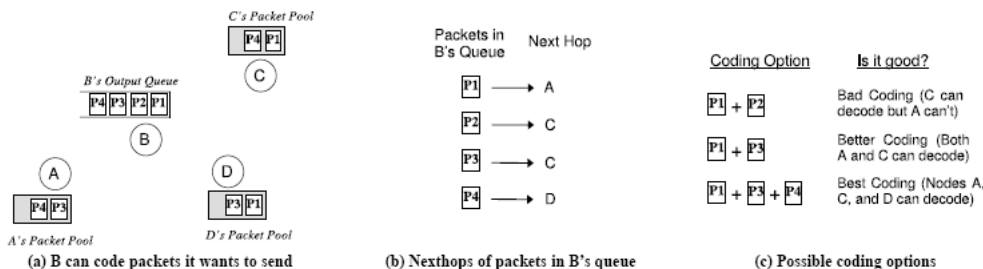 C's Packet Pool
P4 P1
C
B's Output Queue
P4 P3 P2 P1
B
A
P4 P3
A's Packet Pool
D
P3 P1
D's Packet Pool
(a) B can code packets it wants to send
Packets in
B's Queue
Next Hop
P1 A
P2 C
P3 C
P4 D
(b) Nexthops of packets in B's queue
Coding Option
Is it good?
P1 + P2
Bad Coding (C can
decode but A can't)
P1 + P3
Better Coding (Both
A and C can decode)
P1 + P3 + P4
Best Coding (Nodes A,
C, and D can decode)
(c) Possible coding options